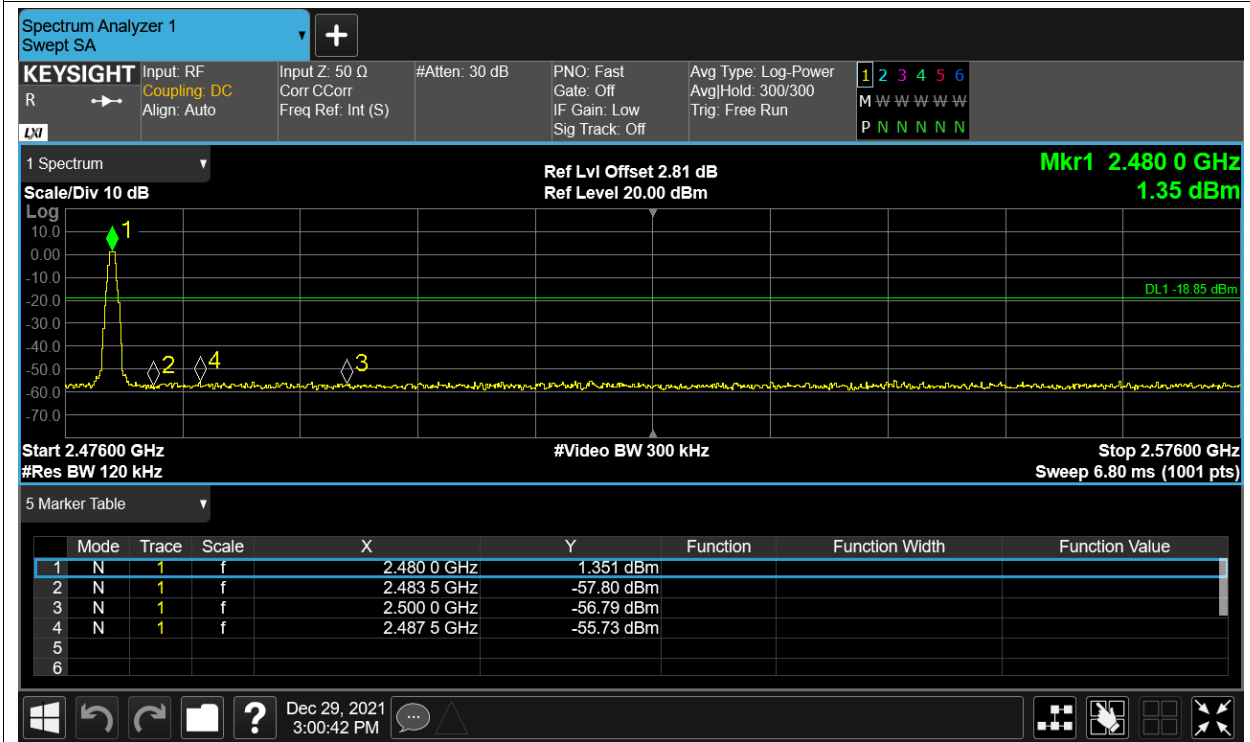 Spectrum Analyzer 1
Swept SA
KEYSIGHT Input: RF Input Z: 50 Ω #Atten: 30 dB PNO: Fast Avg Type: Log-Power 1 2 3 4 5 6
R Coupling: DC Corr CCorr Gate: Off Avg|Hold: 300/300 M W W W W W
Align: Auto Freq Ref: Int (S) IF Gain: Low Trig: Free Run
LXI Sig Track: Off P N N N N N
1 Spectrum Ref Lvl Offset 2.81 dB Mkr1 2.480 0 GHz
Scale/Div 10 dB Ref Level 20.00 dBm 1.35 dBm
Log
10.0 1
0.00
-10.0
DL1 -18.85 dBm
-20.0
-30.0
-40.0
2 4 3
-50.0
-60.0
-70.0
Start 2.47600 GHz #Video BW 300 kHz Stop 2.57600 GHz
#Res BW 120 kHz Sweep 6.80 ms (1001 pts)
5 Marker Table
Mode Trace Scale X Y Function Function Width Function Value
1 N 1 f 2.480 0 GHz 1.351 dBm
2 N 1 f 2.483 5 GHz -57.80 dBm
3 N 1 f 2.500 0 GHz -56.79 dBm
4 N 1 f 2.487 5 GHz -55.73 dBm
5
6
? Dec 29, 2021
3:00:42 PM